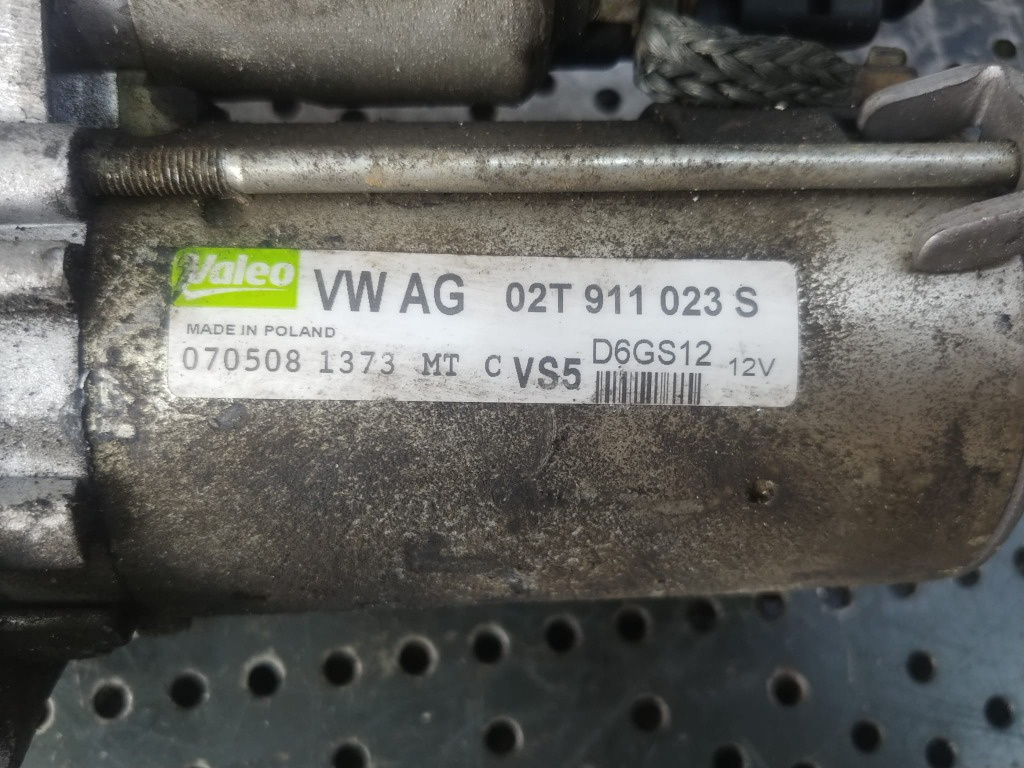 Valeo VW AG 02T 911 023 S
MADE IN POLAND
070508 1373 MT C VS5 D6GS12 12V